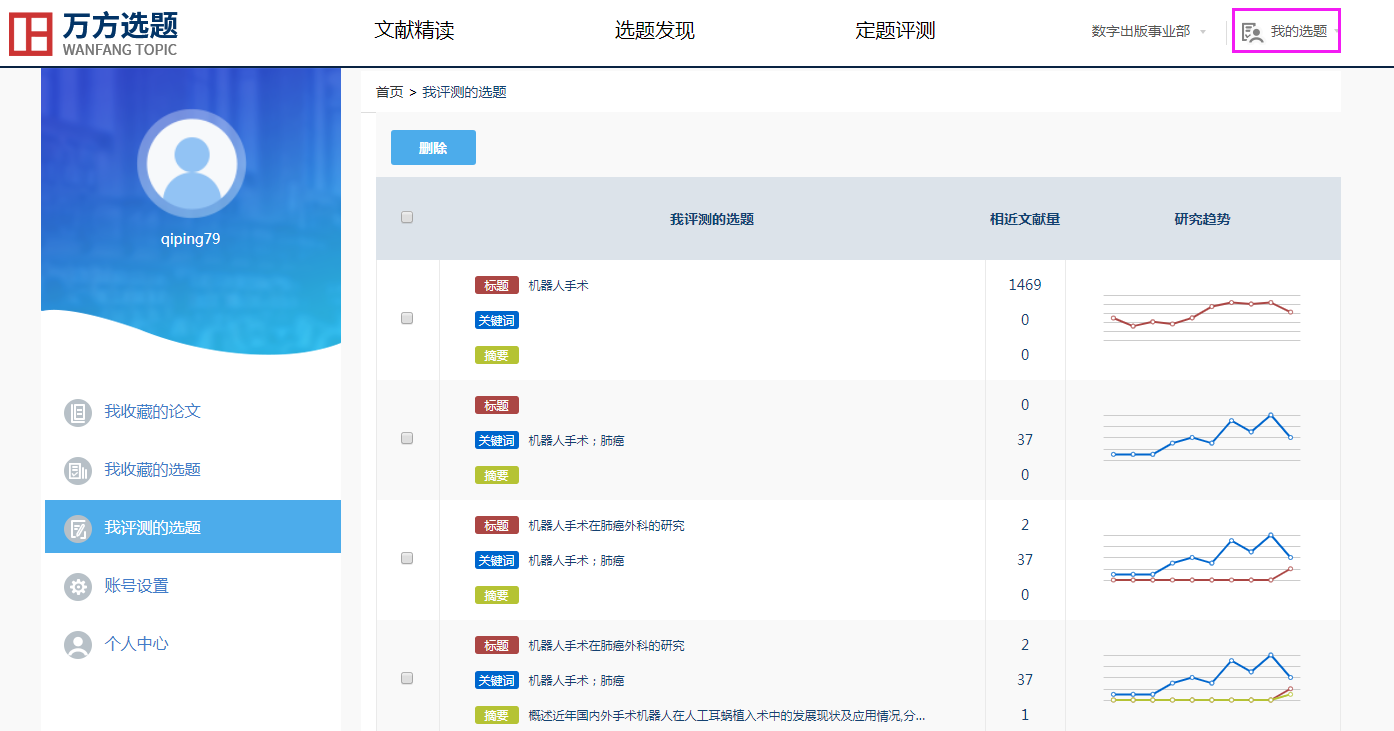 万方选题
WANFANG TOPIC
文献精读 选题发现 定题评测 数字出版事业部 我的选题
首页 > 我评测的选题
删除
qiping79
我收藏的论文
我收藏的选题
我评测的选题
账号设置
个人中心
我评测的选题 相近文献量 研究趋势
标题 机器人手术 1469
关键词 0
摘要 0
标题 0
关键词 机器人手术；肺癌 37
摘要 0
标题 机器人手术在肺癌外科的研究 2
关键词 机器人手术；肺癌 37
摘要 0
标题 机器人手术在肺癌外科的研究 2
关键词 机器人手术；肺癌 37
摘要 概述近年国内外手术机器人在人工耳蜗植入术中的发展现状及应用情况,分... 1